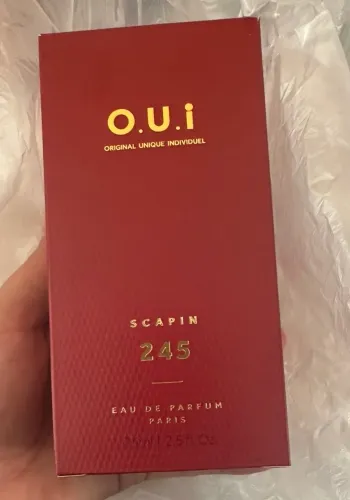 O.U.i
ORIGINAL UNIQUE INDIVIDUEL
SCAPIN
245
EAU DE PARFUM
PARIS